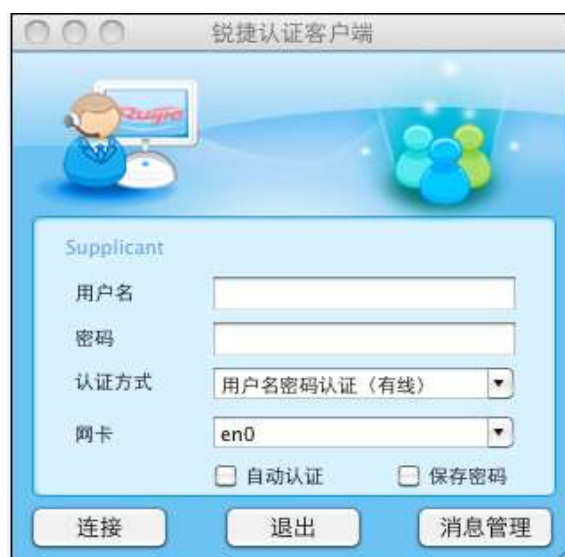 锐捷认证客户端
Ruijie
Supplicant
用户名
密码
认证方式 用户名密码认证（有线）
网卡 en0
自动认证 保存密码
连接 退出 消息管理